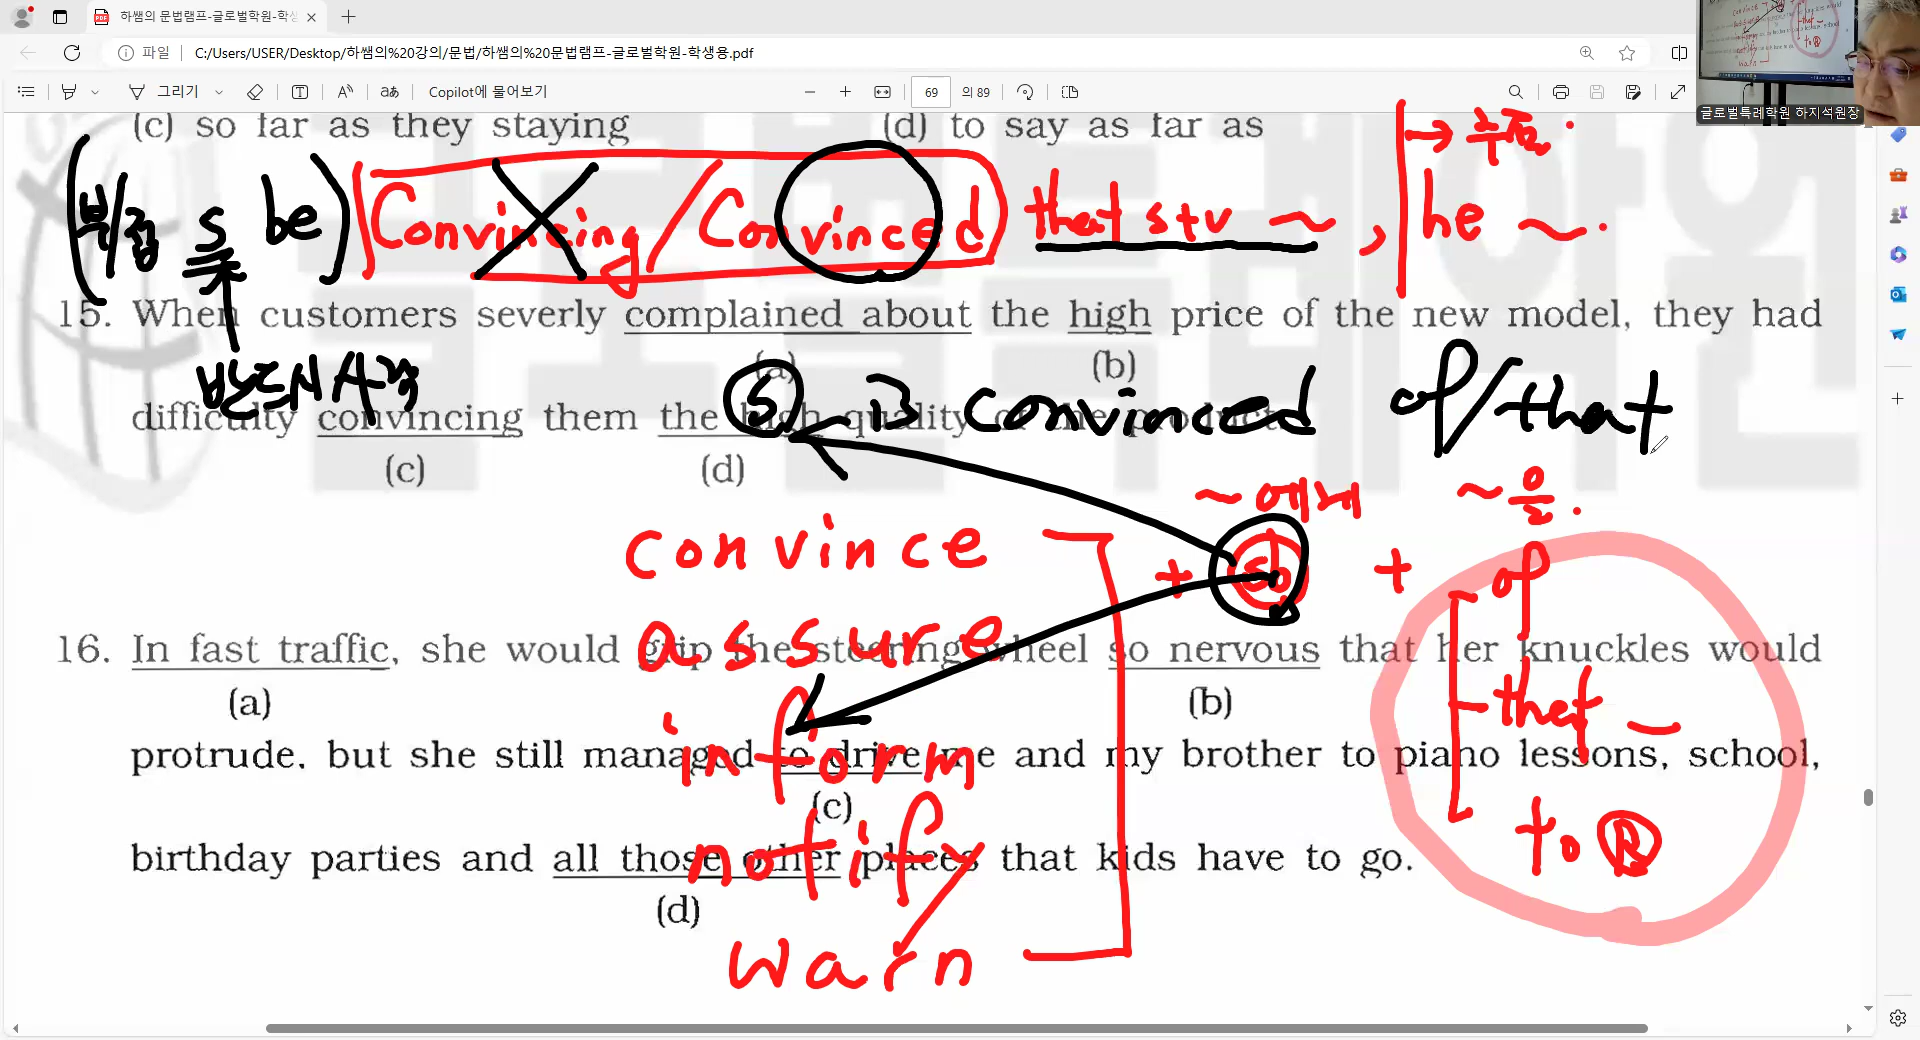 하쌤의 문법램프-글로벌학원-학생
파일 C:/Users/USER/Desktop/하쌤의%20강의/문법/하쌤의%20문법램프-글로벌학원-학생용.pdf
그리기 Copilot에 물어보기 69 의 89
글로벌특례학원 하지석원장
(c) so far as they staying (d) to say as far as
→ 수동.
(부/접 S be) Convincing / Convinced that s+v ~, he ~.
15. When customers severly complained about the high price of the new model, they had
(a) (b)
반드시
S B convinced of/that
difficulty convincing them the high quality of the product.
(c) (d)
~에게 ~을.
convince + sb + of
assure
16. In fast traffic, she would grip the steering wheel so nervous that her knuckles would
(a) (b)
that ~
inform
protrude, but she still managed to drive me and my brother to piano lessons, school,
(c)
notify
to R
birthday parties and all those other places that kids have to go.
(d)
warn